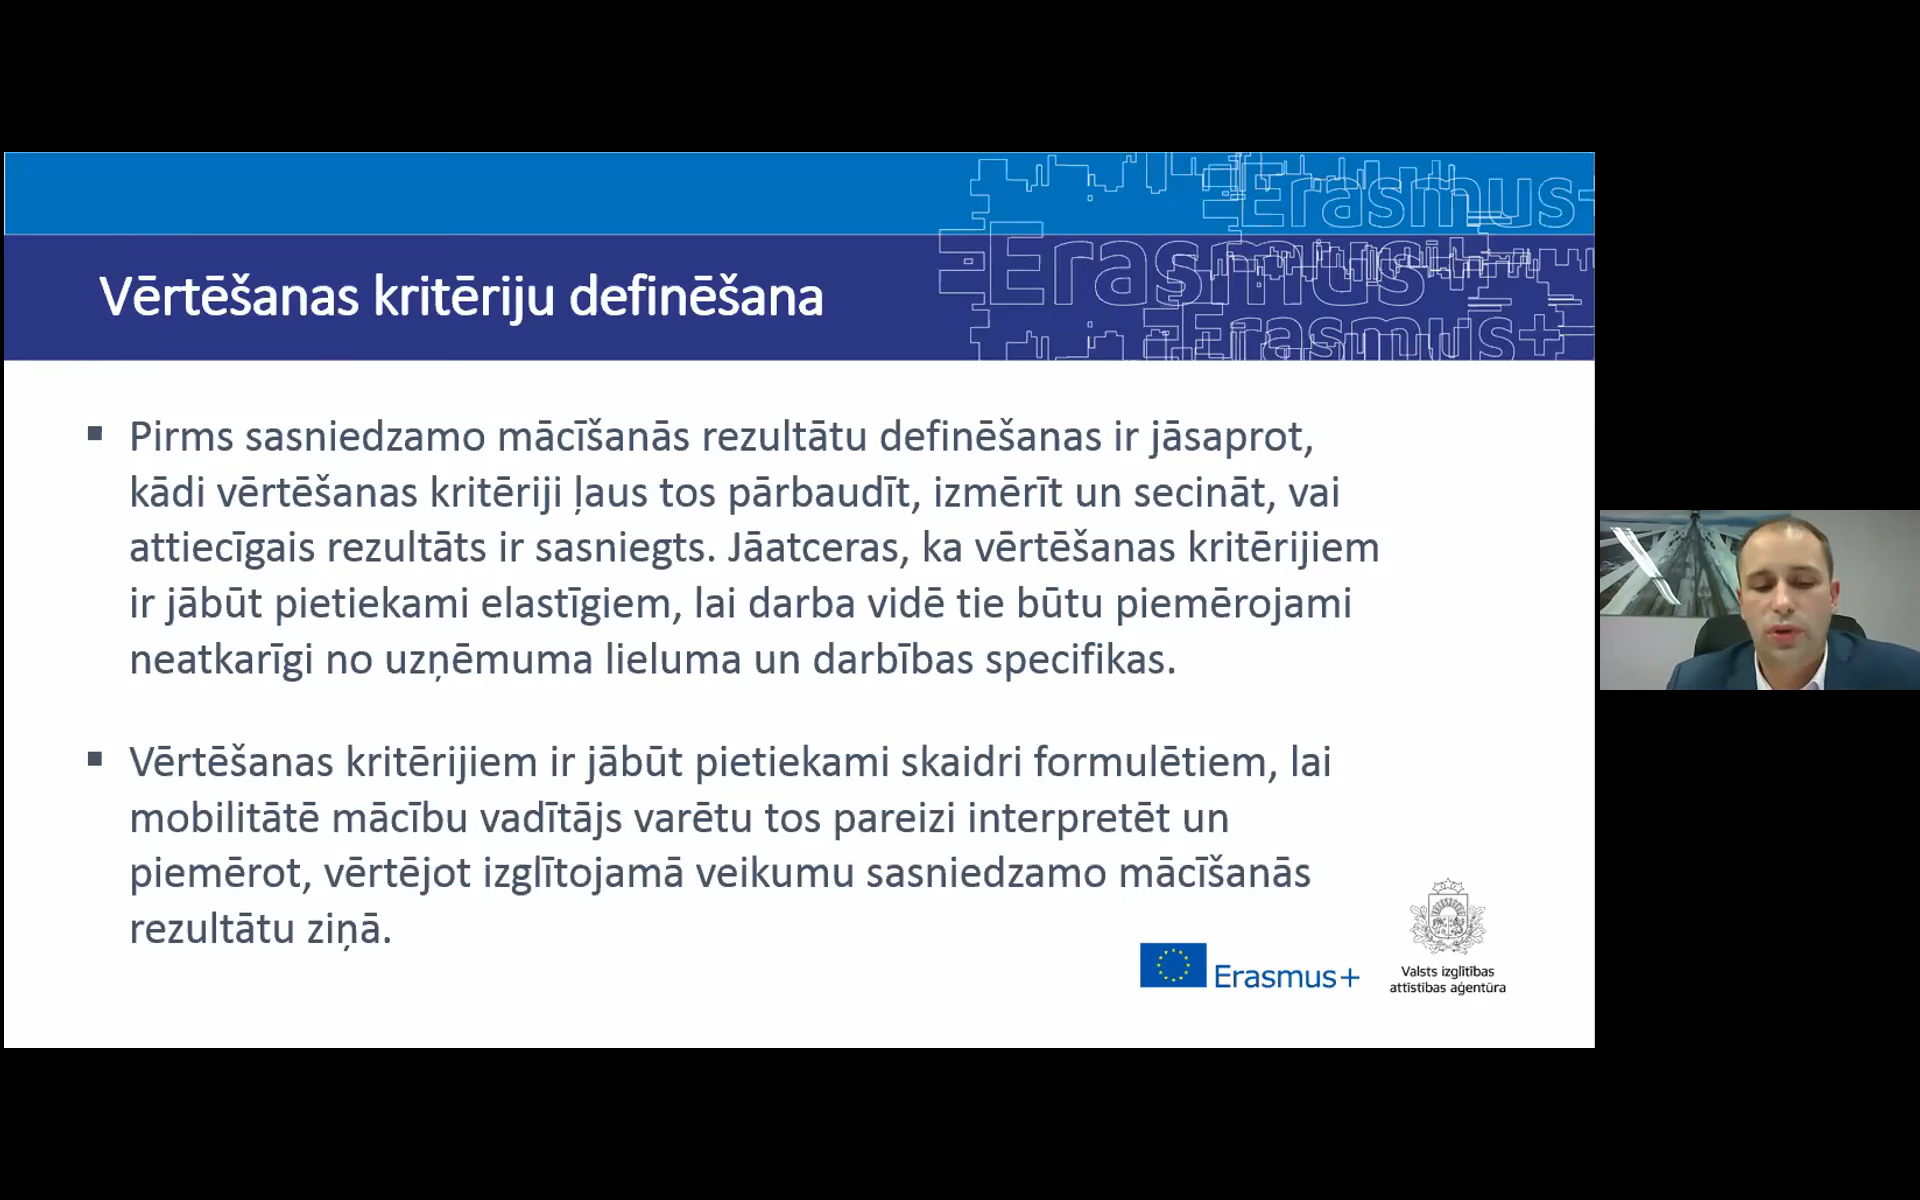 Erasmus+
Erasmus+
Erasmus+
Vērtēšanas kritēriju definēšana
▪ Pirms sasniedzamo mācīšanās rezultātu definēšanas ir jāsaprot,
kādi vērtēšanas kritēriji ļaus tos pārbaudīt, izmērīt un secināt, vai
attiecīgais rezultāts ir sasniegts. Jāatceras, ka vērtēšanas kritērijiem
ir jābūt pietiekami elastīgiem, lai darba vidē tie būtu piemērojami
neatkarīgi no uzņēmuma lieluma un darbības specifikas.
▪ Vērtēšanas kritērijiem ir jābūt pietiekami skaidri formulētiem, lai
mobilitātē mācību vadītājs varētu tos pareizi interpretēt un
piemērot, vērtējot izglītojamā veikumu sasniedzamo mācīšanās
rezultātu ziņā.
Erasmus+
Valsts izglītības
attīstības aģentūra